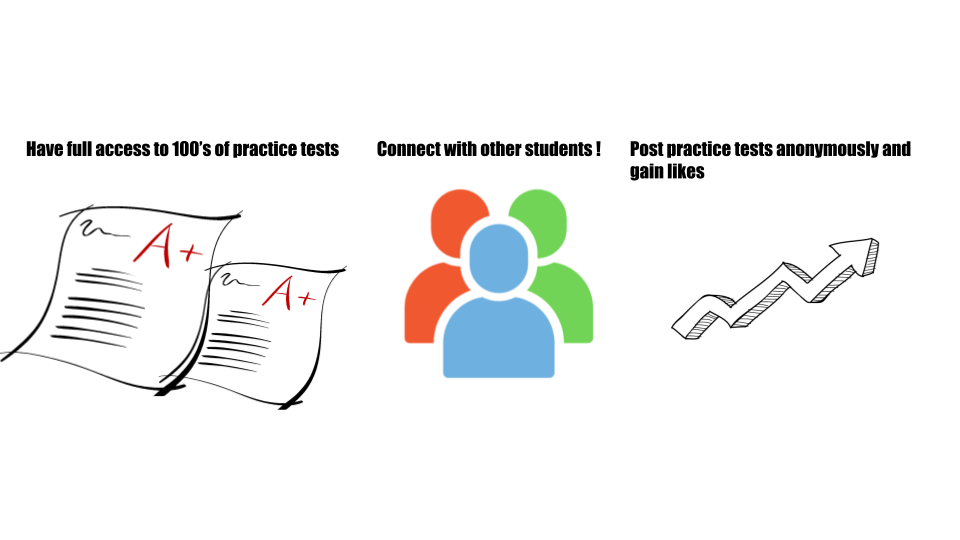 Have full access to 100's of practice tests
Connect with other students !
Post practice tests anonymously and
gain likes
A+
A+